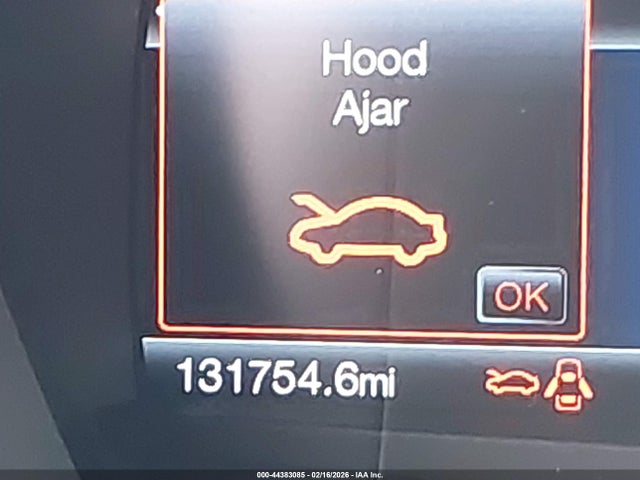 Hood
Ajar
OK
131754.6mi
000-44383085 - 02/16/2026 - IAA Inc.